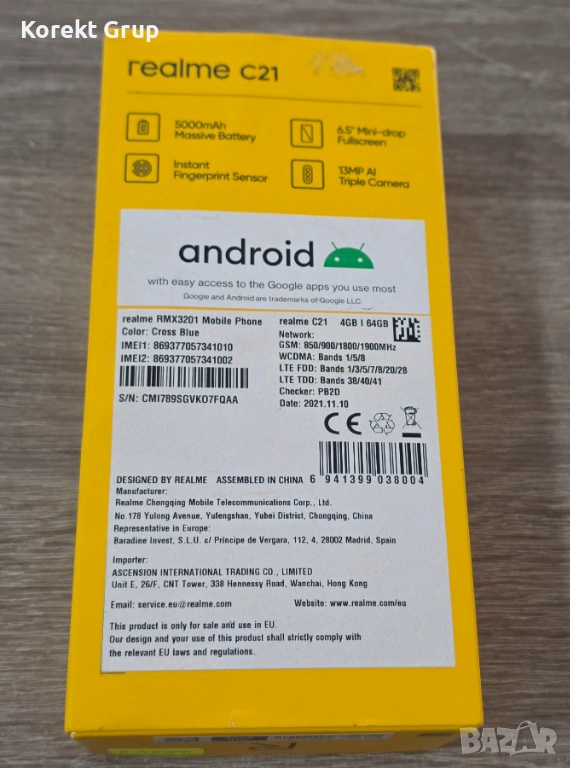 Korekt Grup
realme C21
5000mAh
Massive Battery
6.5" Mini-drop
Fullscreen
Instant
Fingerprint Sensor
13MP AI
Triple Camera
android
with easy access to the Google apps you use most
Google and Android are trademarks of Google LLC.
realme RMX3201 Mobile Phone
Color: Cross Blue
IMEI1: 869377057341010
IMEI2: 869377057341002
S/N: CMI789SGVKO7FQAA
realme C21 4GB | 64GB
Network:
GSM: 850/900/1800/1900MHz
WCDMA: Bands 1/5/8
LTE FDD: Bands 1/3/5/7/8/20/28
LTE TDD: Bands 38/40/41
Checker: PB2D
Date: 2021.11.10
CE
6 941399 038004
DESIGNED BY REALME ASSEMBLED IN CHINA
Manufacturer:
Realme Chongqing Mobile Telecommunications Corp., Ltd.
No.178 Yulong Avenue, Yufengshan, Yubei District, Chongqing, China
Representative in Europe:
Baradine Invest, S.L.U. c/ Principe de Vergara, 112, 4. 28002 Madrid, Spain
Importer:
ASCENSION INTERNATIONAL TRADING CO., LIMITED
Unit E, 26/F, CNT Tower, 338 Hennessy Road, Wanchai, Hong Kong
Email: service.eu@realme.com Website: www.realme.com/eu
This product is only for sale and use in EU.
Our design and your use of this product shall strictly comply with
the relevant EU laws and regulations.
BAZAR